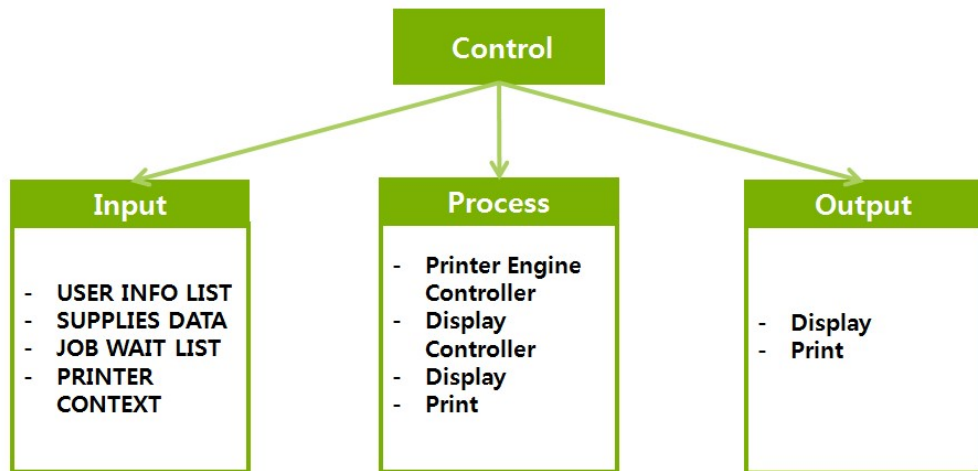 Control
Input
- USER INFO LIST
- SUPPLIES DATA
- JOB WAIT LIST
- PRINTER
CONTEXT
Process
- Printer Engine
Controller
- Display
Controller
- Display
- Print
Output
- Display
- Print